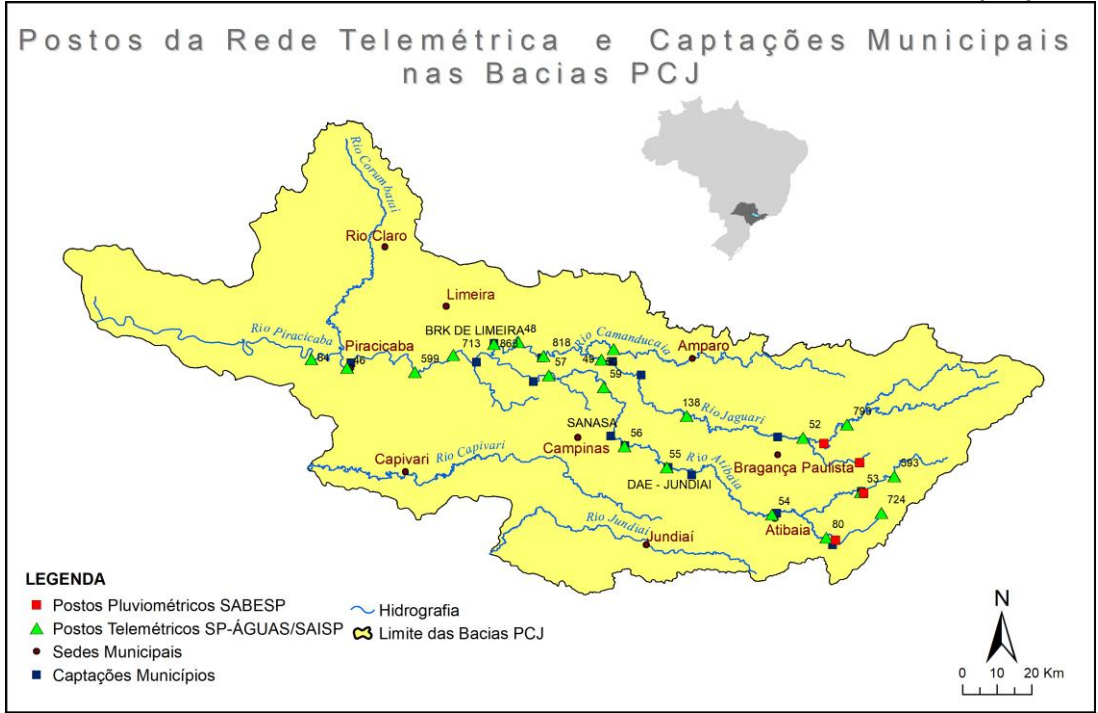 Postos da Rede Telemétrica e Captações Municipais
nas Bacias PCJ
Rio Corumbatai
Rio Claro
Limeira
Rio Piracicaba
Piracicaba
84
46
599
BRK DE LIMEIRA
713
863
48
818
Rio Camanducaia
Amparo
49
57
59
138
Rio Jaguari
52
799
SANASA
Campinas
56
Capivari
Rio Capivari
55
Rio Atibaia
DAE - JUNDIAI
Bragança Paulista
593
53
724
54
Atibaia
80
Rio Jundiaí
Jundiaí
LEGENDA
Postos Pluviométricos SABESP
Postos Telemétricos SP-ÁGUAS/SAISP
Sedes Municipais
Captações Municípios
Hidrografia
Limite das Bacias PCJ
N
0 10 20 Km